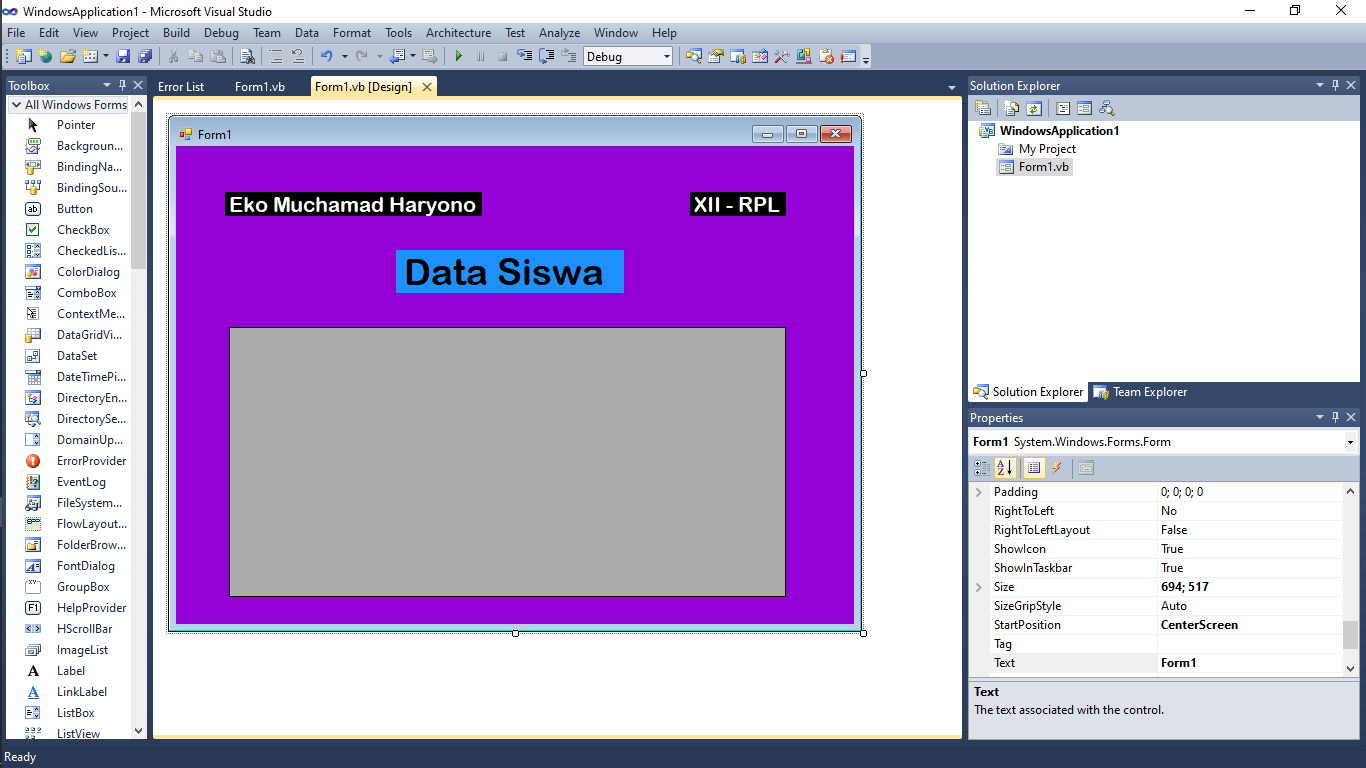 WindowsApplication1 - Microsoft Visual Studio
File Edit View Project Build Debug Team Data Format Tools Architecture Test Analyze Window Help
Debug
Toolbox
All Windows Forms
Pointer
Backgroun...
BindingNa...
BindingSou...
Button
CheckBox
CheckedLis...
ColorDialog
ComboBox
ContextMe...
DataGridVi...
DataSet
DateTimePi...
DirectoryEn...
DirectorySe...
DomainUp...
ErrorProvider
EventLog
FileSystem...
FlowLayout...
FolderBrow...
FontDialog
GroupBox
HelpProvider
HScrollBar
ImageList
Label
LinkLabel
ListBox
ListView
Error List Form1.vb Form1.vb [Design]
Form1
Eko Muchamad Haryono XII - RPL
Data Siswa
Solution Explorer
WindowsApplication1
My Project
Form1.vb
Solution Explorer Team Explorer
Properties
Form1 System.Windows.Forms.Form
Padding 0; 0; 0; 0
RightToLeft No
RightToLeftLayout False
ShowIcon True
ShowInTaskbar True
Size 694; 517
SizeGripStyle Auto
StartPosition CenterScreen
Tag
Text Form1
Text
The text associated with the control.
Ready